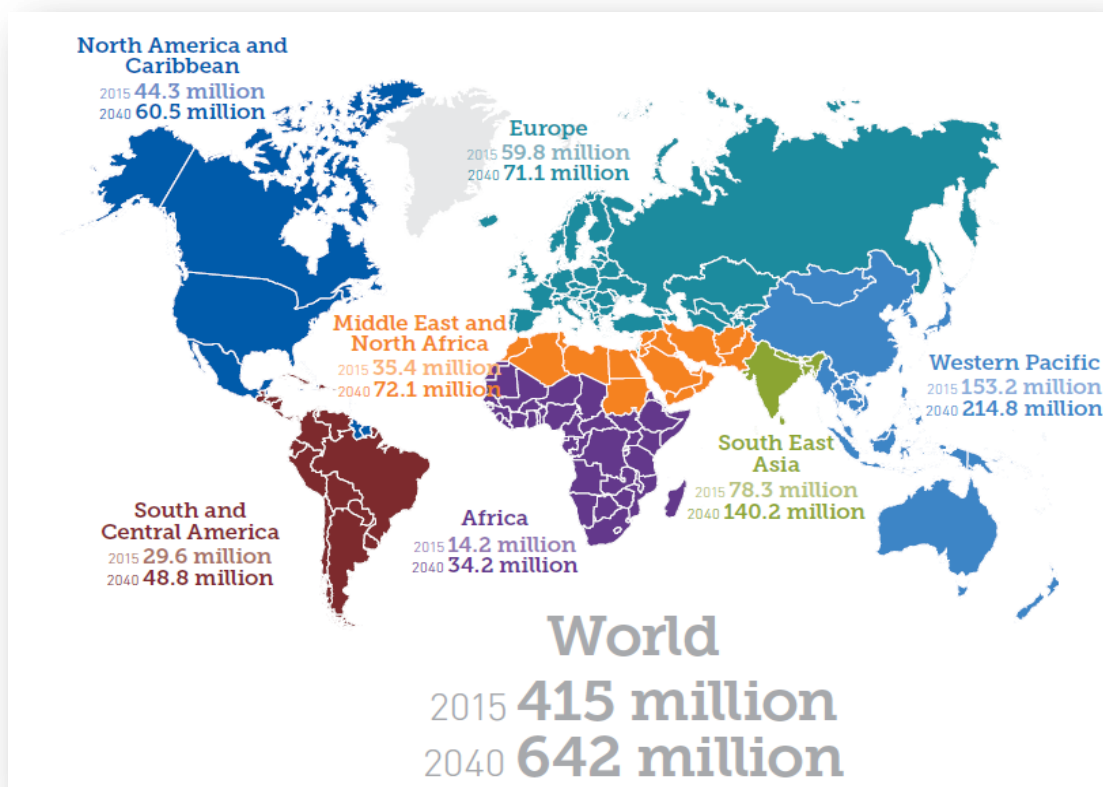 North America and
Caribbean
2015 44.3 million
2040 60.5 million
Europe
2015 59.8 million
2040 71.1 million
Middle East and
North Africa
2015 35.4 million
2040 72.1 million
Western Pacific
2015 153.2 million
2040 214.8 million
South East
Asia
2015 78.3 million
2040 140.2 million
South and
Central America
2015 29.6 million
2040 48.8 million
Africa
2015 14.2 million
2040 34.2 million
World
2015 415 million
2040 642 million